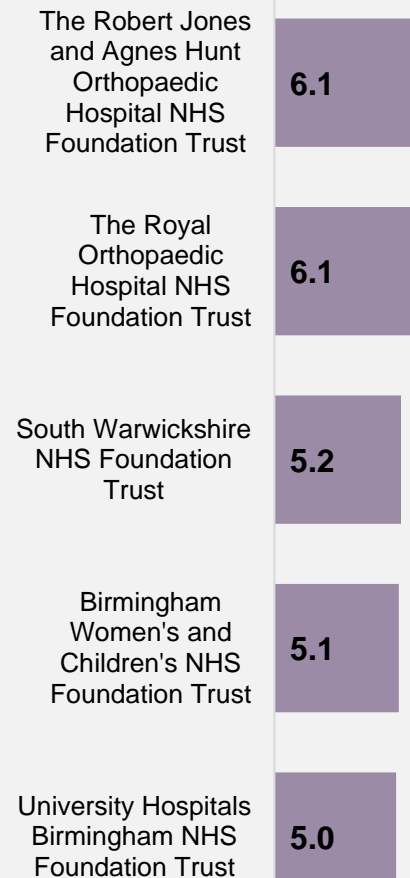 The Robert Jones
and Agnes Hunt
Orthopaedic
Hospital NHS
Foundation Trust
6.1
The Royal
Orthopaedic
Hospital NHS
Foundation Trust
6.1
South Warwickshire
NHS Foundation
Trust
5.2
Birmingham
Women's and
Children's NHS
Foundation Trust
5.1
University Hospitals
Birmingham NHS
Foundation Trust
5.0